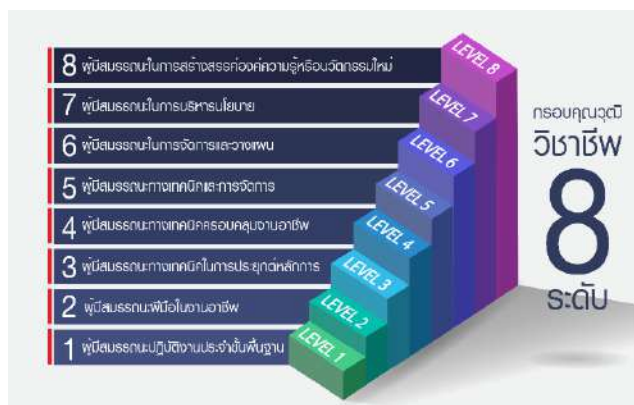 8 ผู้มีสมรรถนะในการสร้างสรรค์องค์ความรู้หรือนวัตกรรมใหม่
7 ผู้มีสมรรถนะในการบริหารนโยบาย
6 ผู้มีสมรรถนะในการจัดการและวางแผน
5 ผู้มีสมรรถนะทางเทคนิคและการจัดการ
4 ผู้มีสมรรถนะทางเทคนิคครอบคลุมงานอาชีพ
3 ผู้มีสมรรถนะทางเทคนิคในการประยุกต์หลักการ
2 ผู้มีสมรรถนะฝีมือในงานอาชีพ
1 ผู้มีสมรรถนะปฏิบัติงานประจำขั้นพื้นฐาน
LEVEL 8
LEVEL 7
LEVEL 6
LEVEL 5
LEVEL 4
LEVEL 3
LEVEL 2
LEVEL 1
กรอบคุณวุฒิ
วิชาชีพ
8
ระดับ